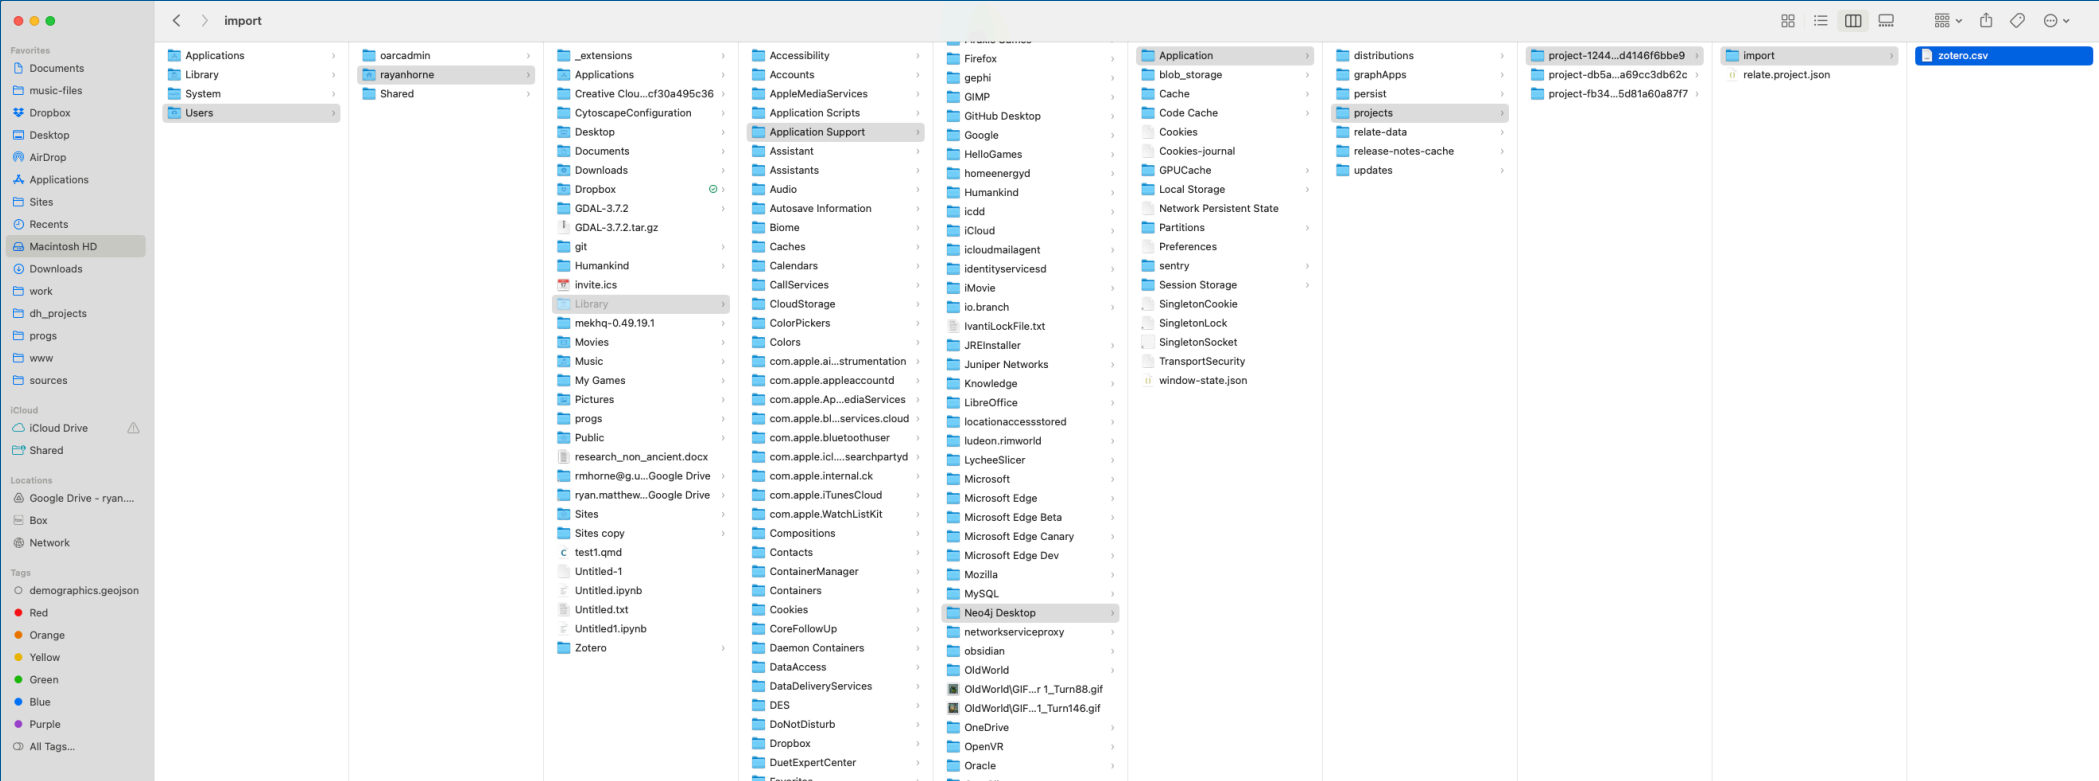 import
Favorites
Documents
music-files
Dropbox
Desktop
AirDrop
Applications
Sites
Recents
Macintosh HD
Downloads
work
dh_projects
progs
www
sources
iCloud
iCloud Drive
Shared
Locations
Google Drive - ryan....
Box
Network
Tags
demographics.geojson
Red
Orange
Yellow
Green
Blue
Purple
All Tags...
Applications
Library
System
Users
oarcadmin
rayanhorne
Shared
_extensions
Applications
Creative Clou...cf30a495c36
CytoscapeConfiguration
Desktop
Documents
Downloads
Dropbox
GDAL-3.7.2
GDAL-3.7.2.tar.gz
git
Humankind
invite.ics
Library
mekhq-0.49.19.1
Movies
Music
My Games
Pictures
progs
Public
research_non_ancient.docx
rmhorne@g.u...Google Drive
ryan.matthew...Google Drive
Sites
Sites copy
test1.qmd
Untitled-1
Untitled.ipynb
Untitled.txt
Untitled1.ipynb
Zotero
Accessibility
Accounts
AppleMediaServices
Application Scripts
Application Support
Assistant
Assistants
Audio
Autosave Information
Biome
Caches
Calendars
CallServices
CloudStorage
ColorPickers
Colors
com.apple.ai...strumentation
com.apple.appleaccountd
com.apple.Ap...ediaServices
com.apple.bl...services.cloud
com.apple.bluetoothuser
com.apple.icl....searchpartyd
com.apple.internal.ck
com.apple.iTunesCloud
com.apple.WatchListKit
Compositions
Contacts
ContainerManager
Containers
Cookies
CoreFollowUp
Daemon Containers
DataAccess
DataDeliveryServices
DES
DoNotDisturb
Dropbox
DuetExpertCenter
Favorites
Firefox
gephi
GIMP
GitHub Desktop
Google
HelloGames
homeenergyd
Humankind
icdd
iCloud
icloudmailagent
identityservicesd
iMovie
io.branch
IvantiLockFile.txt
JREInstaller
Juniper Networks
Knowledge
LibreOffice
locationaccessstored
ludeon.rimworld
LycheeSlicer
Microsoft
Microsoft Edge
Microsoft Edge Beta
Microsoft Edge Canary
Microsoft Edge Dev
Mozilla
MySQL
Neo4j Desktop
networkserviceproxy
obsidian
OldWorld
OldWorld\GIF...r 1_Turn88.gif
OldWorld\GIF...1_Turn146.gif
OneDrive
OpenVR
Oracle
Application
blob_storage
Cache
Code Cache
Cookies
Cookies-journal
GPUCache
Local Storage
Network Persistent State
Partitions
Preferences
sentry
Session Storage
SingletonCookie
SingletonLock
SingletonSocket
TransportSecurity
window-state.json
distributions
graphApps
persist
projects
relate-data
release-notes-cache
updates
project-1244...d4146f6bbe9
project-db5a...a69cc3db62c
project-fb34...5d81a60a87f7
import
relate.project.json
zotero.csv